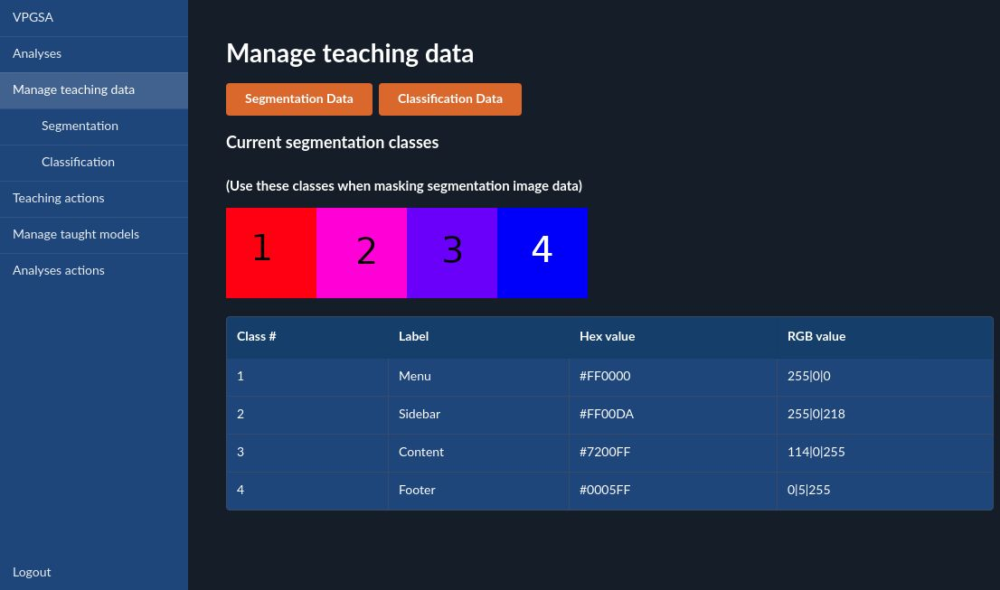 VPGSA
Analyses
Manage teaching data
Segmentation
Classification
Teaching actions
Manage taught models
Analyses actions
Logout
Manage teaching data
Segmentation Data Classification Data
Current segmentation classes
(Use these classes when masking segmentation image data)
1 2 3 4
Class # Label Hex value RGB value
1 Menu #FF0000 255|0|0
2 Sidebar #FF00DA 255|0|218
3 Content #7200FF 114|0|255
4 Footer #0005FF 0|5|255